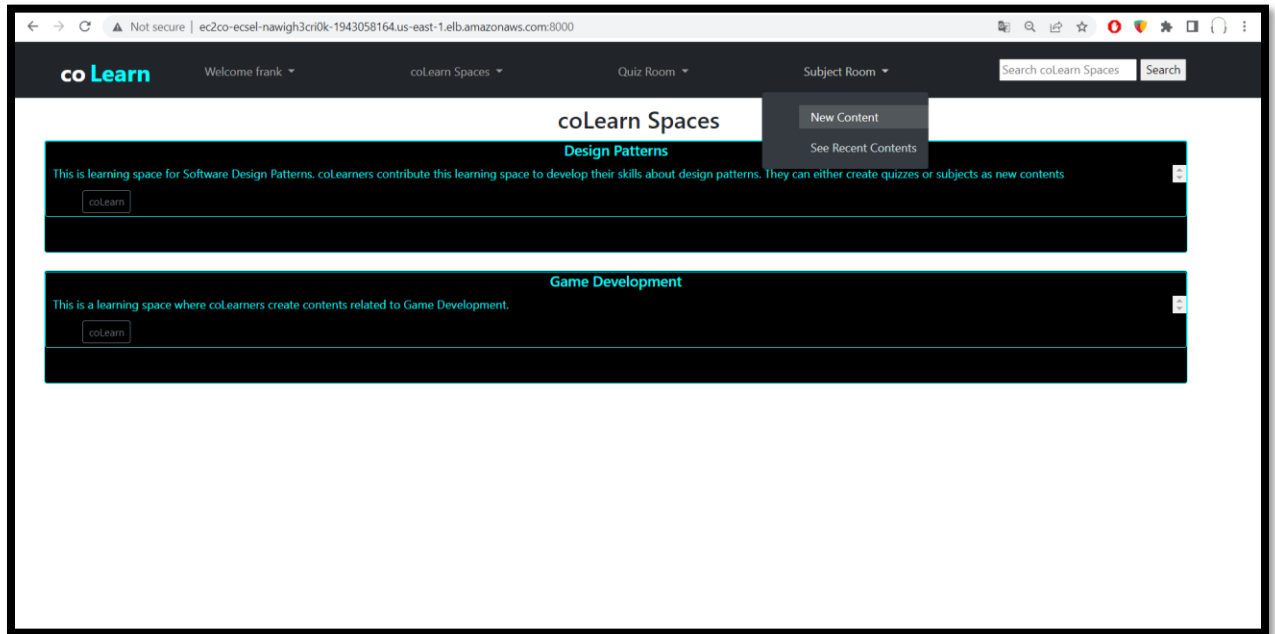 Not secure | ec2co-ecsel-nawigh3cri0k-1943058164.us-east-1.elb.amazonaws.com:8000
co Learn Welcome frank coLearn Spaces Quiz Room Subject Room Search coLearn Spaces Search
New Content
See Recent Contents
coLearn Spaces
Design Patterns
This is learning space for Software Design Patterns. coLearners contribute this learning space to develop their skills about design patterns. They can either create quizzes or subjects as new contents
coLearn
Game Development
This is a learning space where coLearners create contents related to Game Development.
coLearn